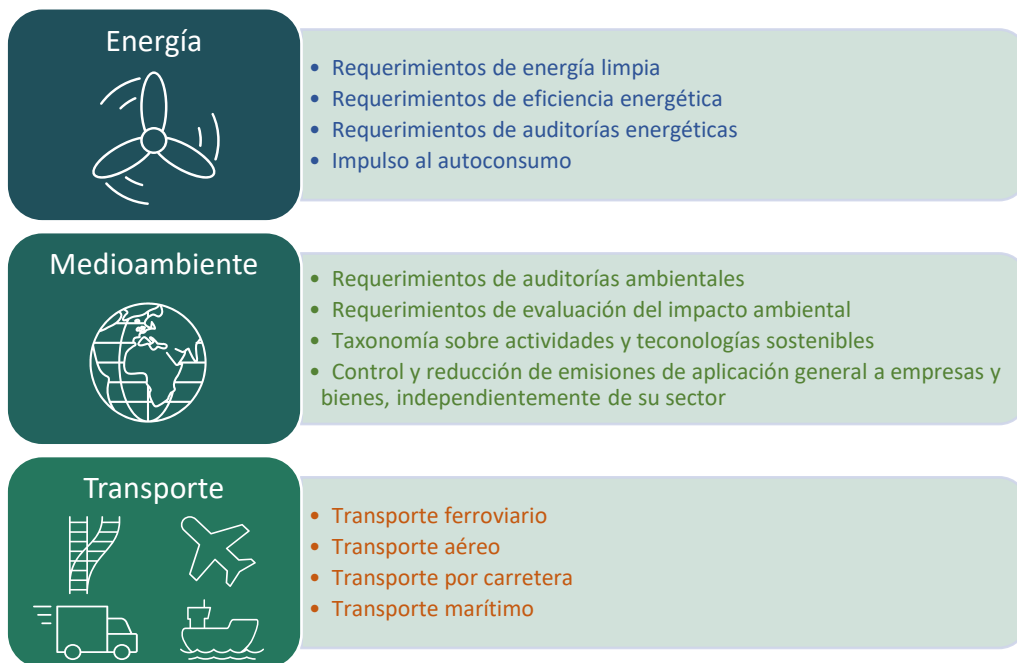 Energía
• Requerimientos de energía limpia
• Requerimientos de eficiencia energética
• Requerimientos de auditorías energéticas
• Impulso al autoconsumo
Medioambiente
• Requerimientos de auditorías ambientales
• Requerimientos de evaluación del impacto ambiental
• Taxonomía sobre actividades y teconologías sostenibles
• Control y reducción de emisiones de aplicación general a empresas y
bienes, independientemente de su sector
Transporte
• Transporte ferroviario
• Transporte aéreo
• Transporte por carretera
• Transporte marítimo